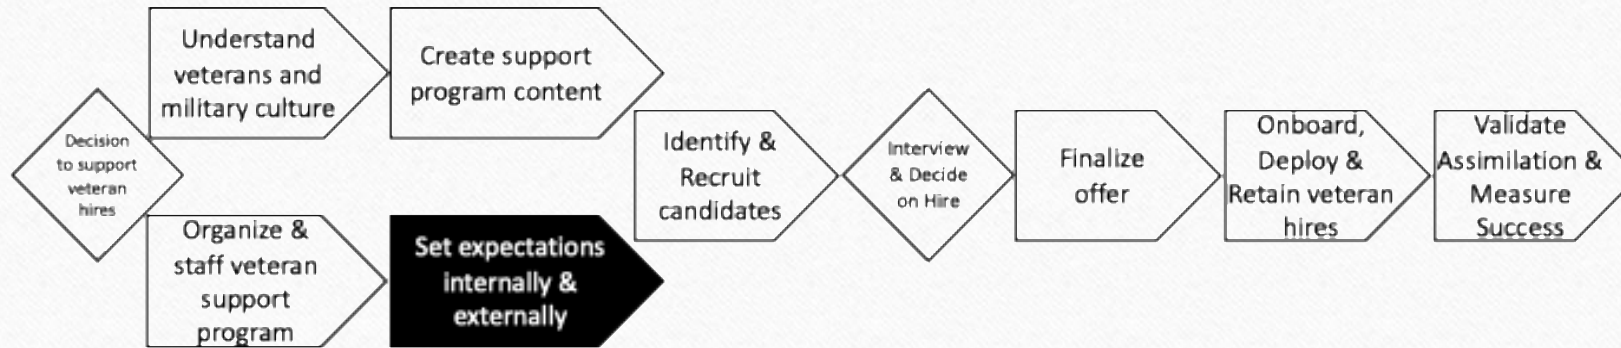 Decision
to support
veteran
hires
Understand
veterans and
military culture
Create support
program content
Organize &
staff veteran
support
program
Set expectations
internally &
externally
Identify &
Recruit
candidates
Interview
& Decide
on Hire
Finalize
offer
Onboard,
Deploy &
Retain veteran
hires
Validate
Assimilation &
Measure
Success